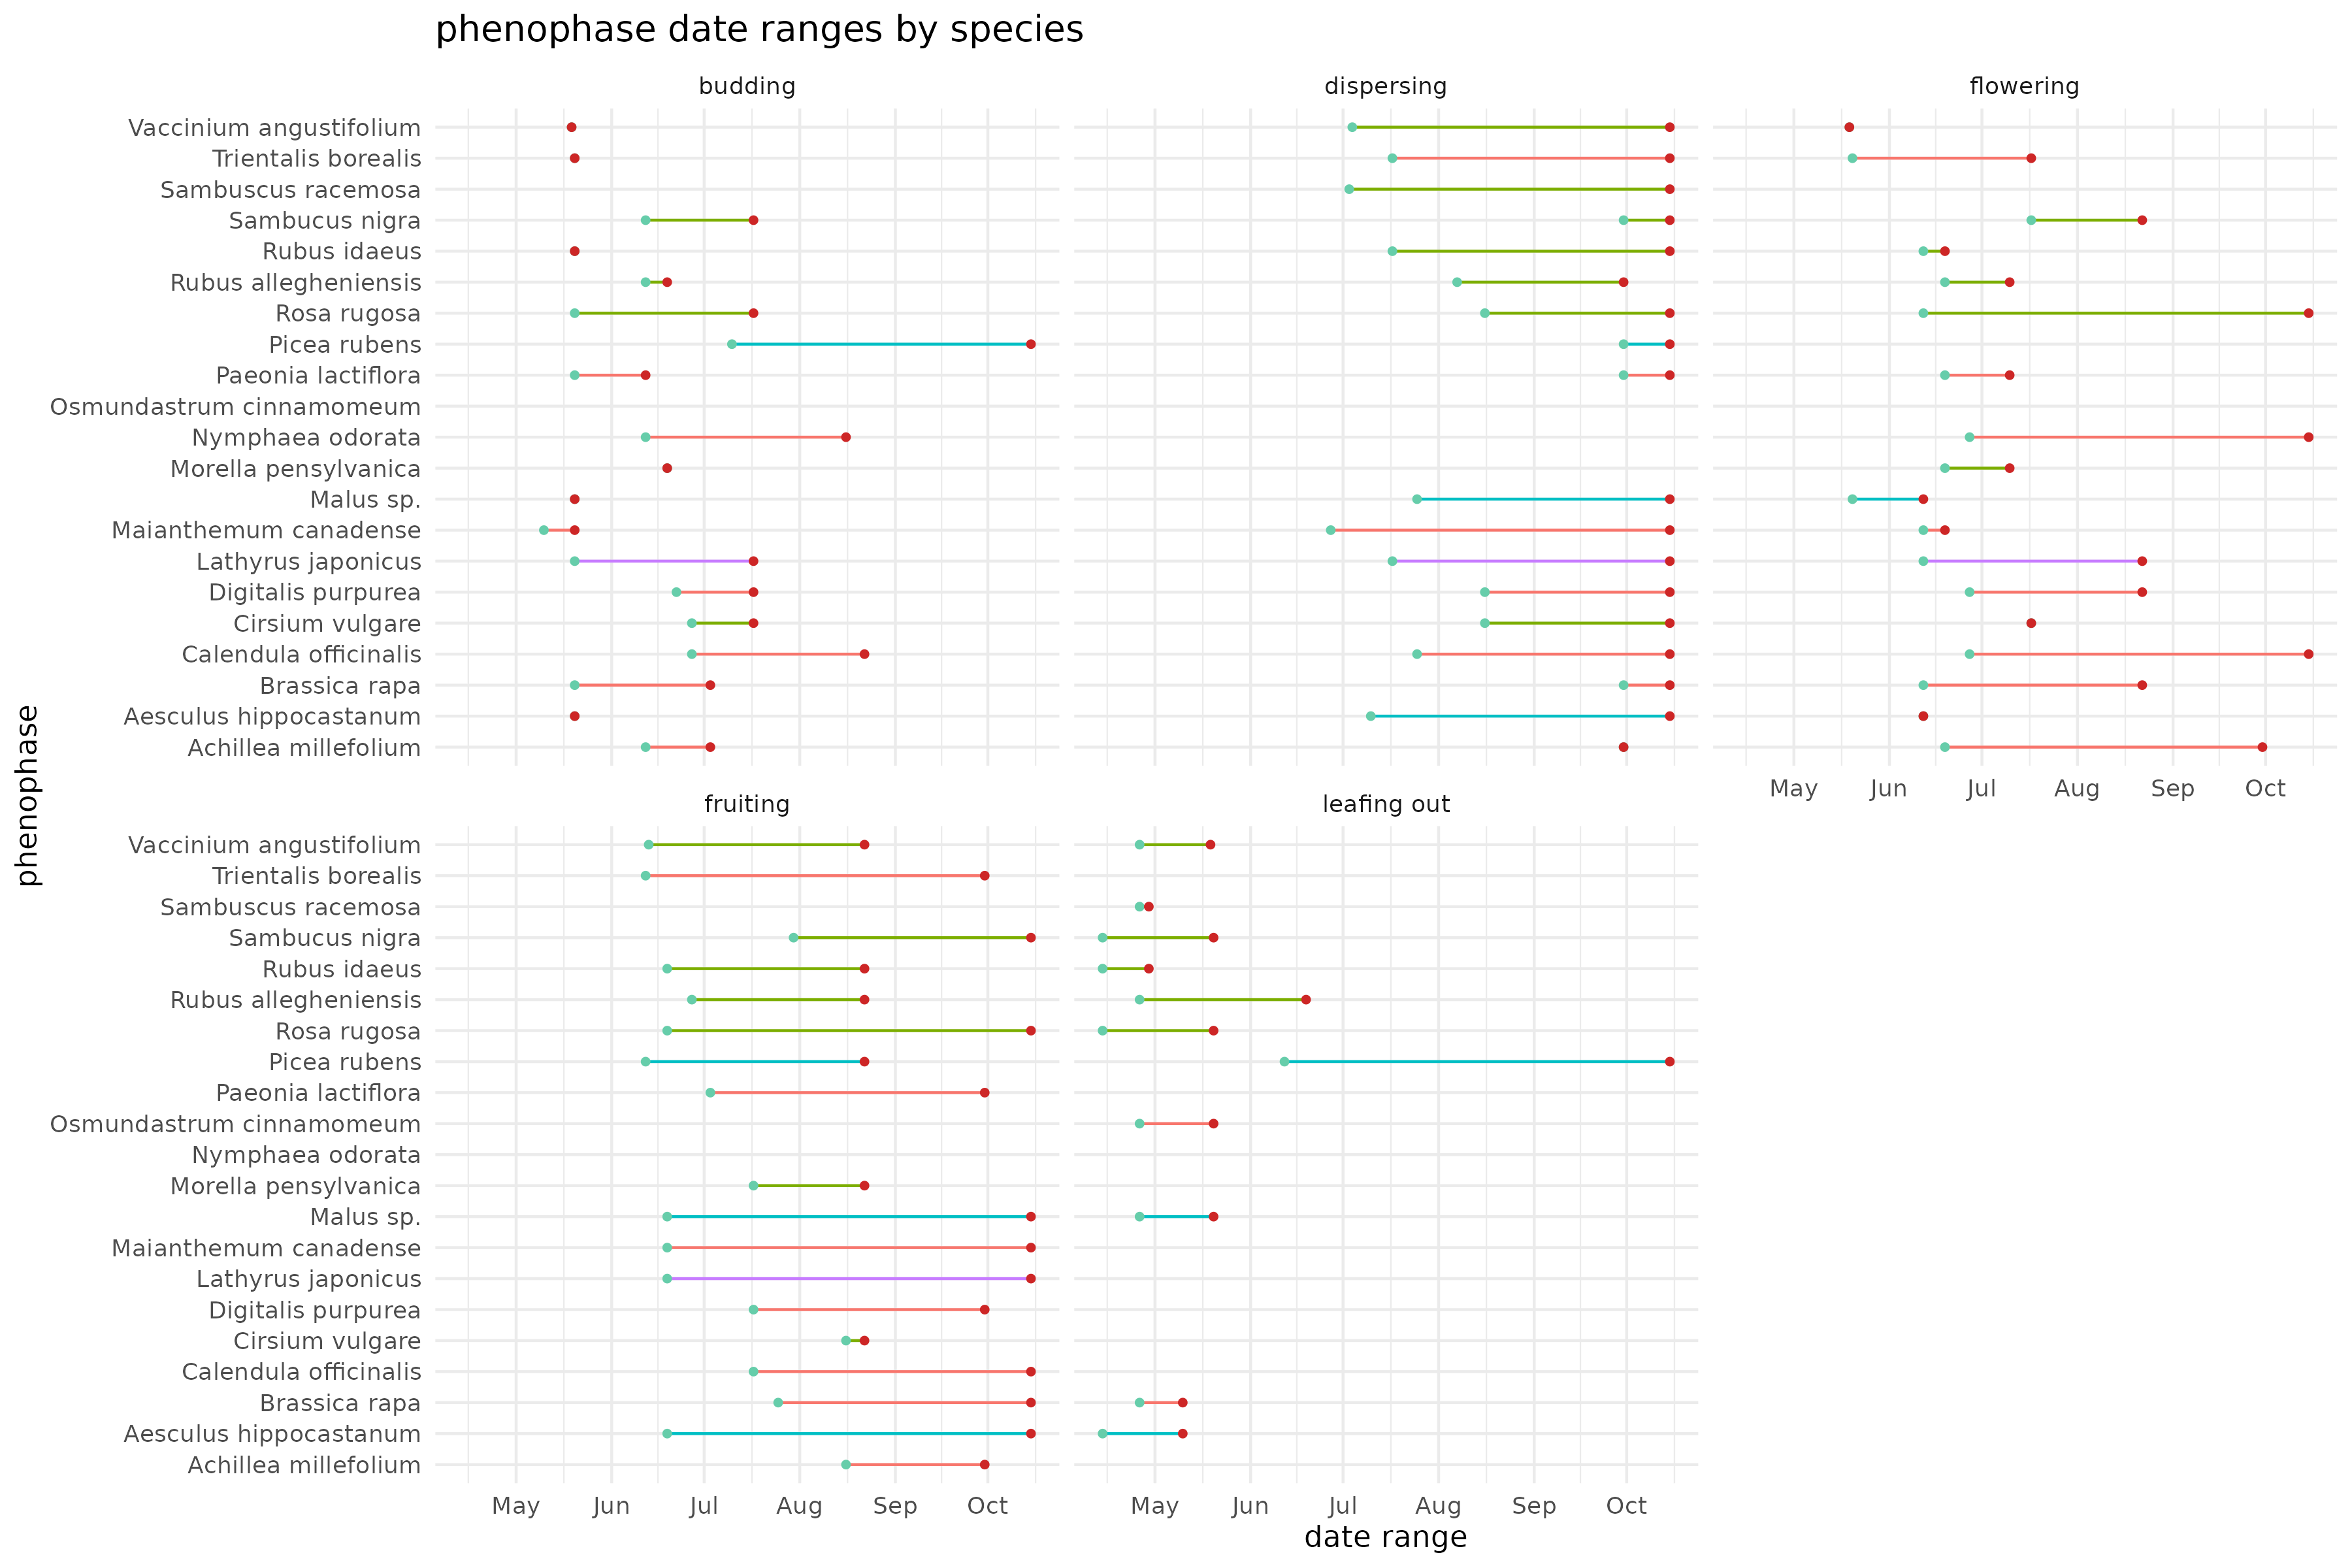 phenophase date ranges by species
budding
dispersing
flowering
Vaccinium angustifolium
Trientalis borealis
Sambuscus racemosa
Sambucus nigra
Rubus idaeus
Rubus allegheniensis
Rosa rugosa
Picea rubens
Paeonia lactiflora
Osmundastrum cinnamomeum
Nymphaea odorata
Morella pensylvanica
Malus sp.
Maianthemum canadense
Lathyrus japonicus
Digitalis purpurea
Cirsium vulgare
Calendula officinalis
Brassica rapa
Aesculus hippocastanum
Achillea millefolium
May Jun Jul Aug Sep Oct
phenophase
fruiting
leafing out
Vaccinium angustifolium
Trientalis borealis
Sambuscus racemosa
Sambucus nigra
Rubus idaeus
Rubus allegheniensis
Rosa rugosa
Picea rubens
Paeonia lactiflora
Osmundastrum cinnamomeum
Nymphaea odorata
Morella pensylvanica
Malus sp.
Maianthemum canadense
Lathyrus japonicus
Digitalis purpurea
Cirsium vulgare
Calendula officinalis
Brassica rapa
Aesculus hippocastanum
Achillea millefolium
May Jun Jul Aug Sep Oct
May Jun Jul Aug Sep Oct
date range